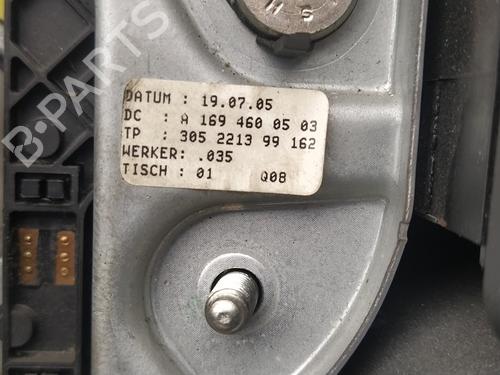 B-PARTS
DATUM : 19.07.05
DC : A 169 460 05 03
TP : 305 2213 99 162
WERKER: .035
TISCH : 01 Q08